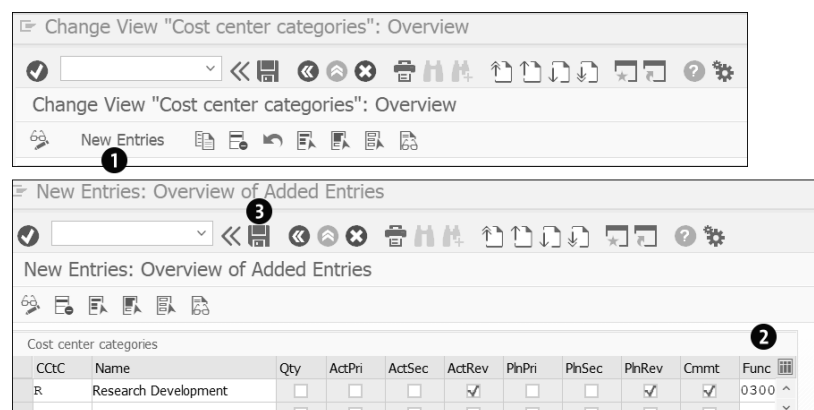 Change View "Cost center categories": Overview
Change View "Cost center categories": Overview
New Entries
1
New Entries: Overview of Added Entries
3
New Entries: Overview of Added Entries
2
Cost center categories
CCtC Name Qty ActPri ActSec ActRev PlnPri PlnSec PlnRev Cmmt Func
R Research Development 0300